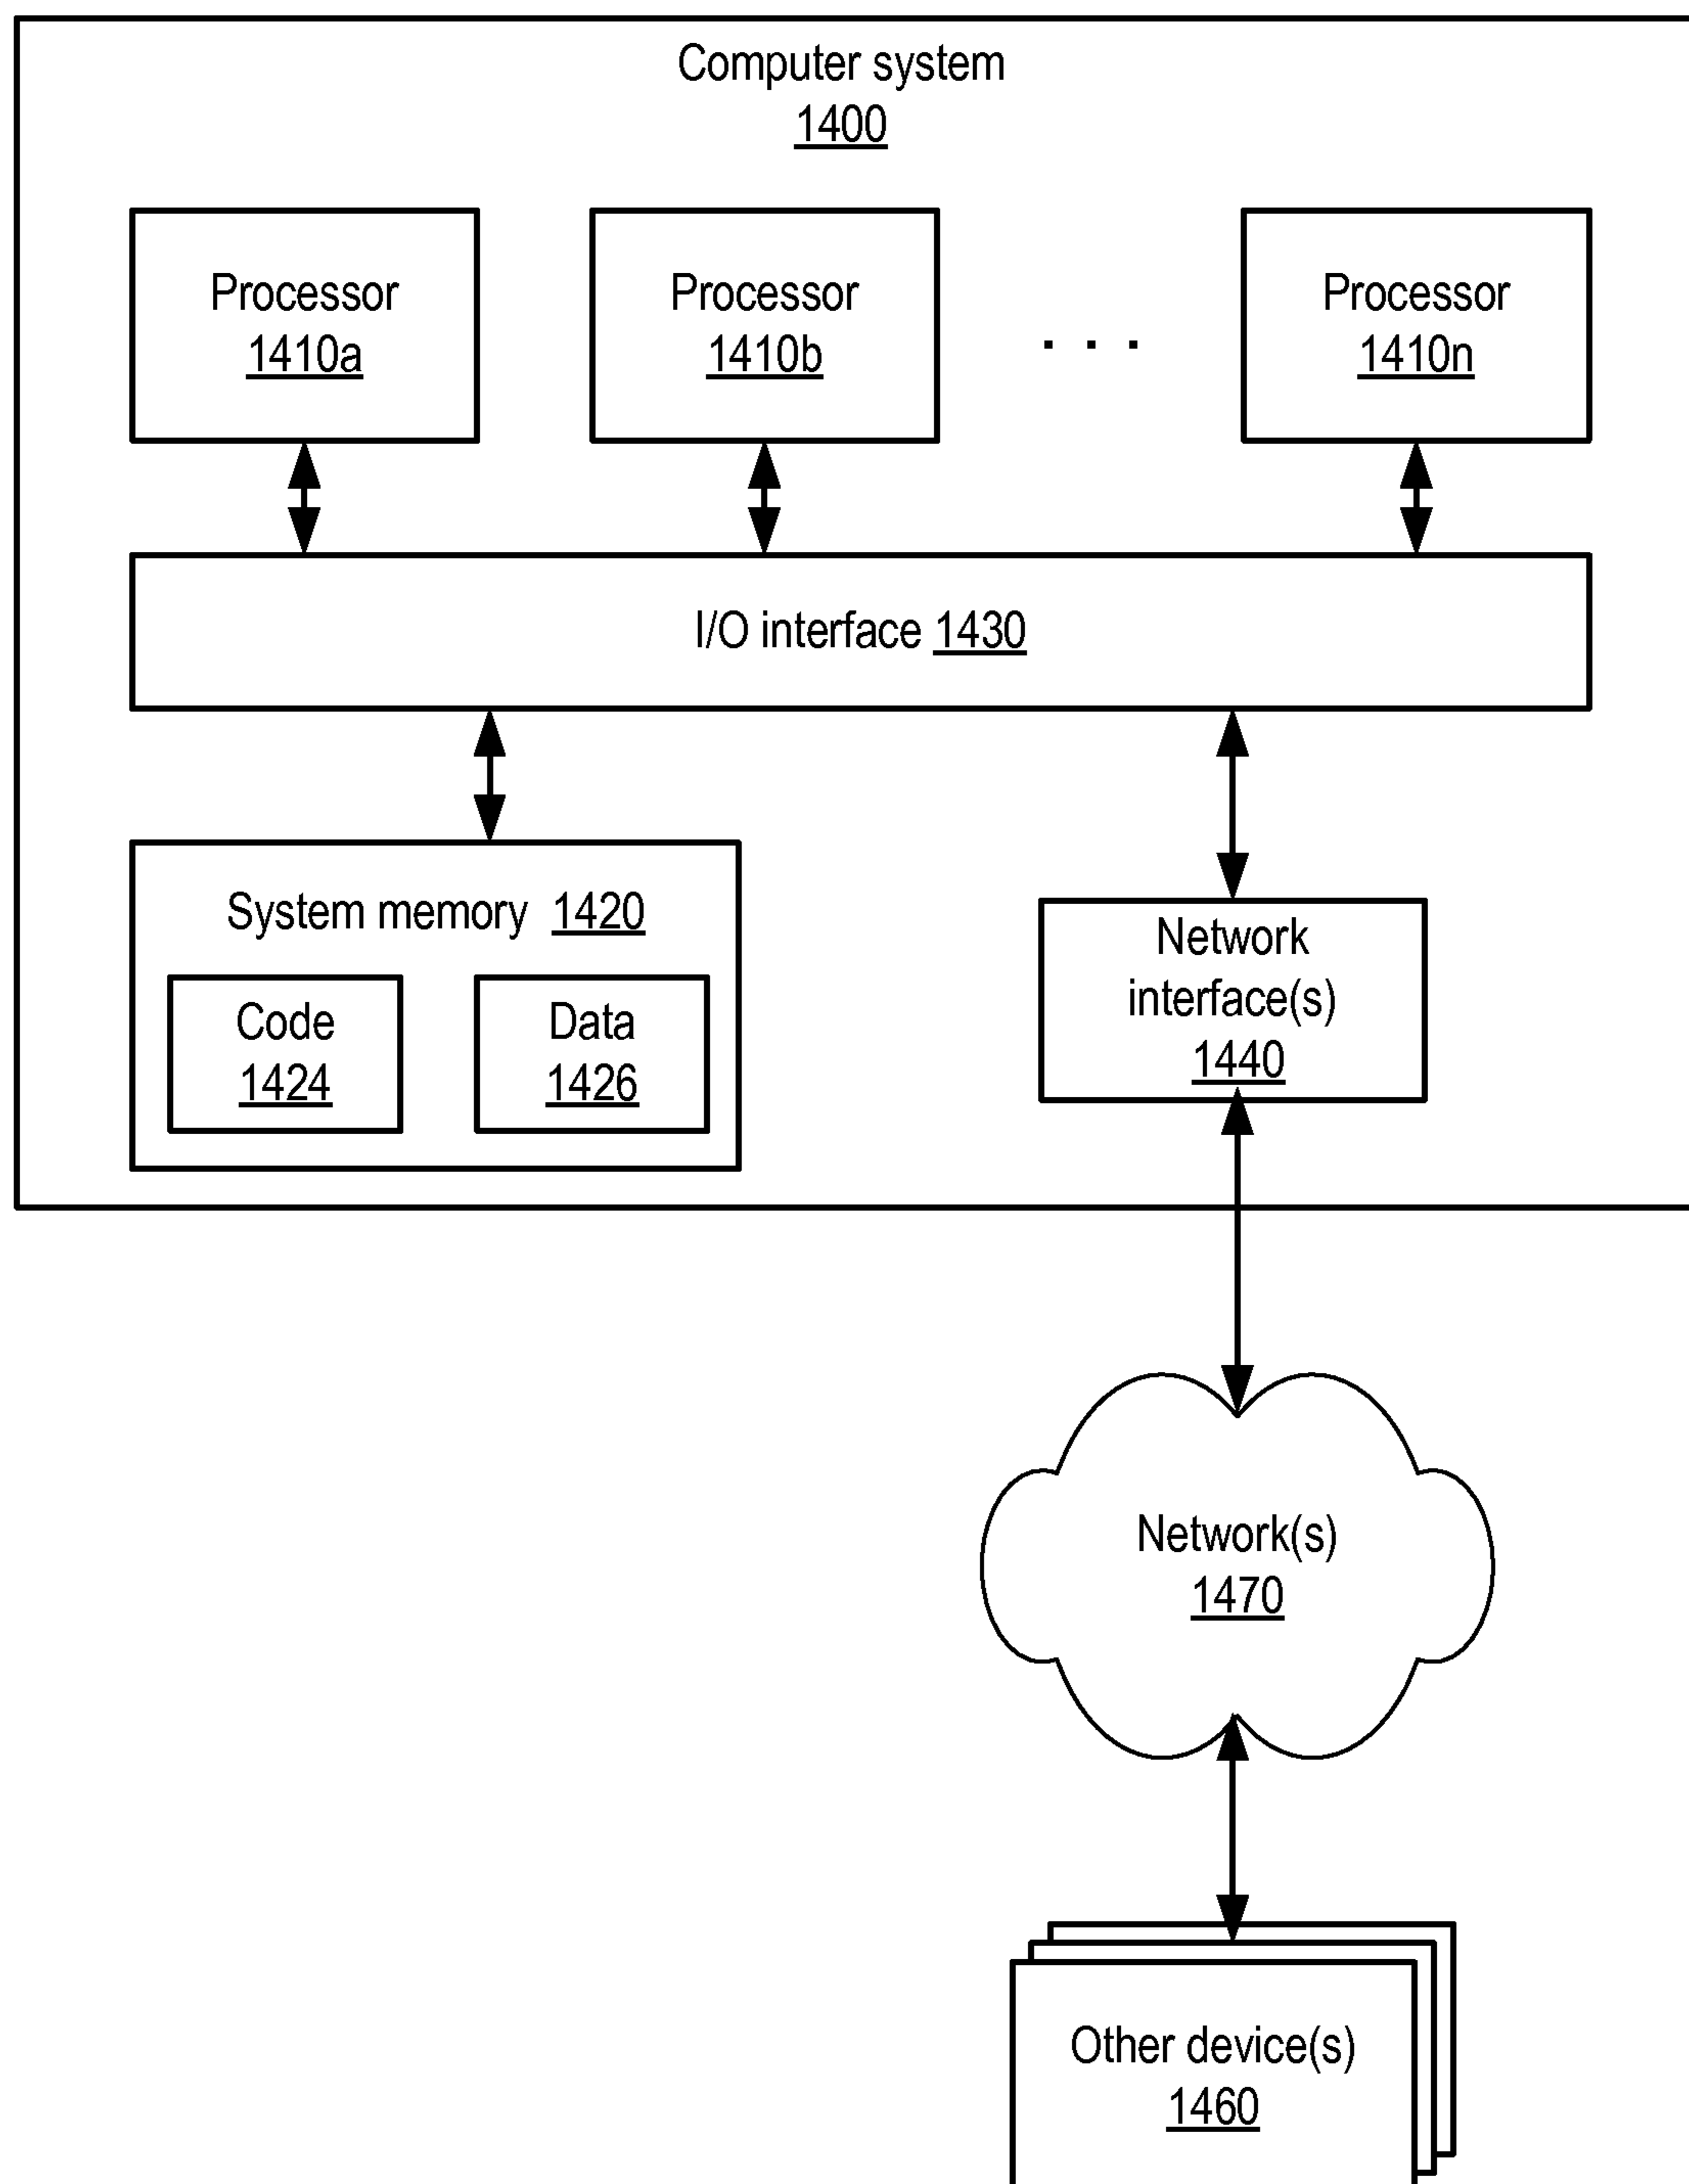 Computer system
1400
Processor
1410a
Processor
1410b
. . .
Processor
1410n
I/O interface 1430
System memory 1420
Code
1424
Data
1426
Network
interface(s)
1440
Network(s)
1470
Other device(s)
1460